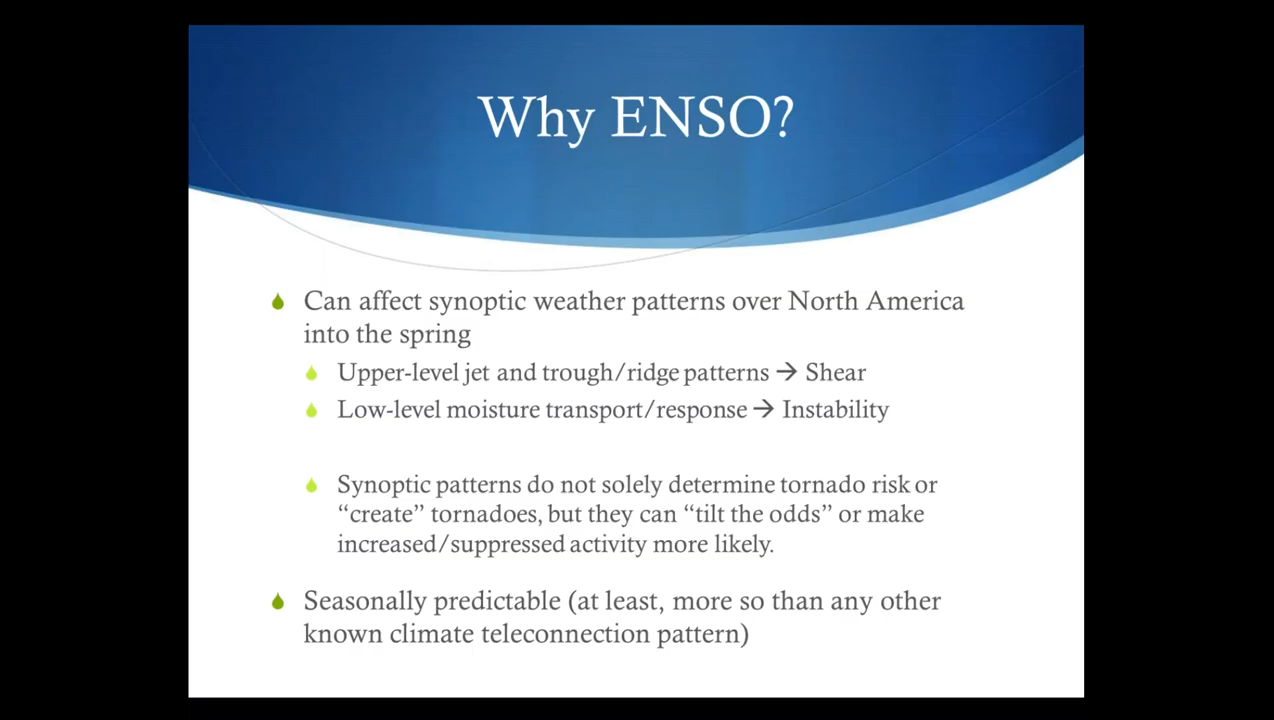 Why ENSO?
Can affect synoptic weather patterns over North America
into the spring
Upper-level jet and trough/ridge patterns → Shear
Low-level moisture transport/response → Instability
Synoptic patterns do not solely determine tornado risk or
“create” tornadoes, but they can “tilt the odds” or make
increased/suppressed activity more likely.
Seasonally predictable (at least, more so than any other
known climate teleconnection pattern)